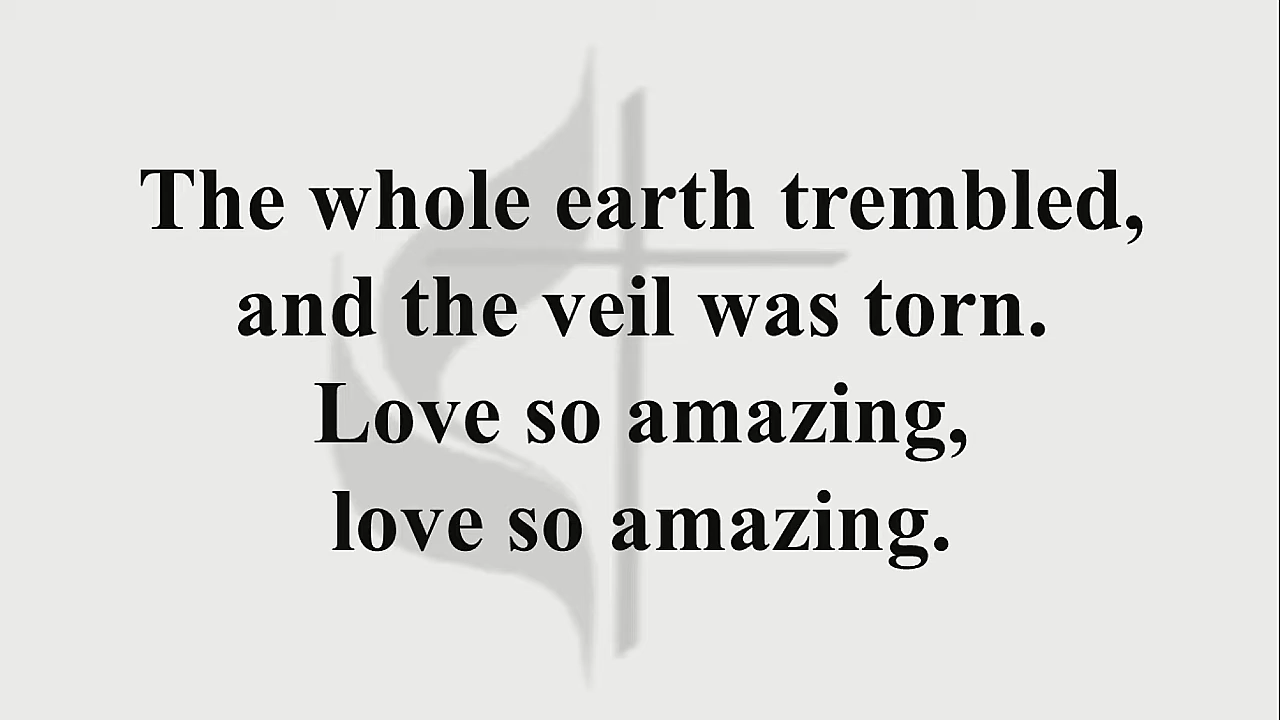 The whole earth trembled,
and the veil was torn.
Love so amazing,
love so amazing.